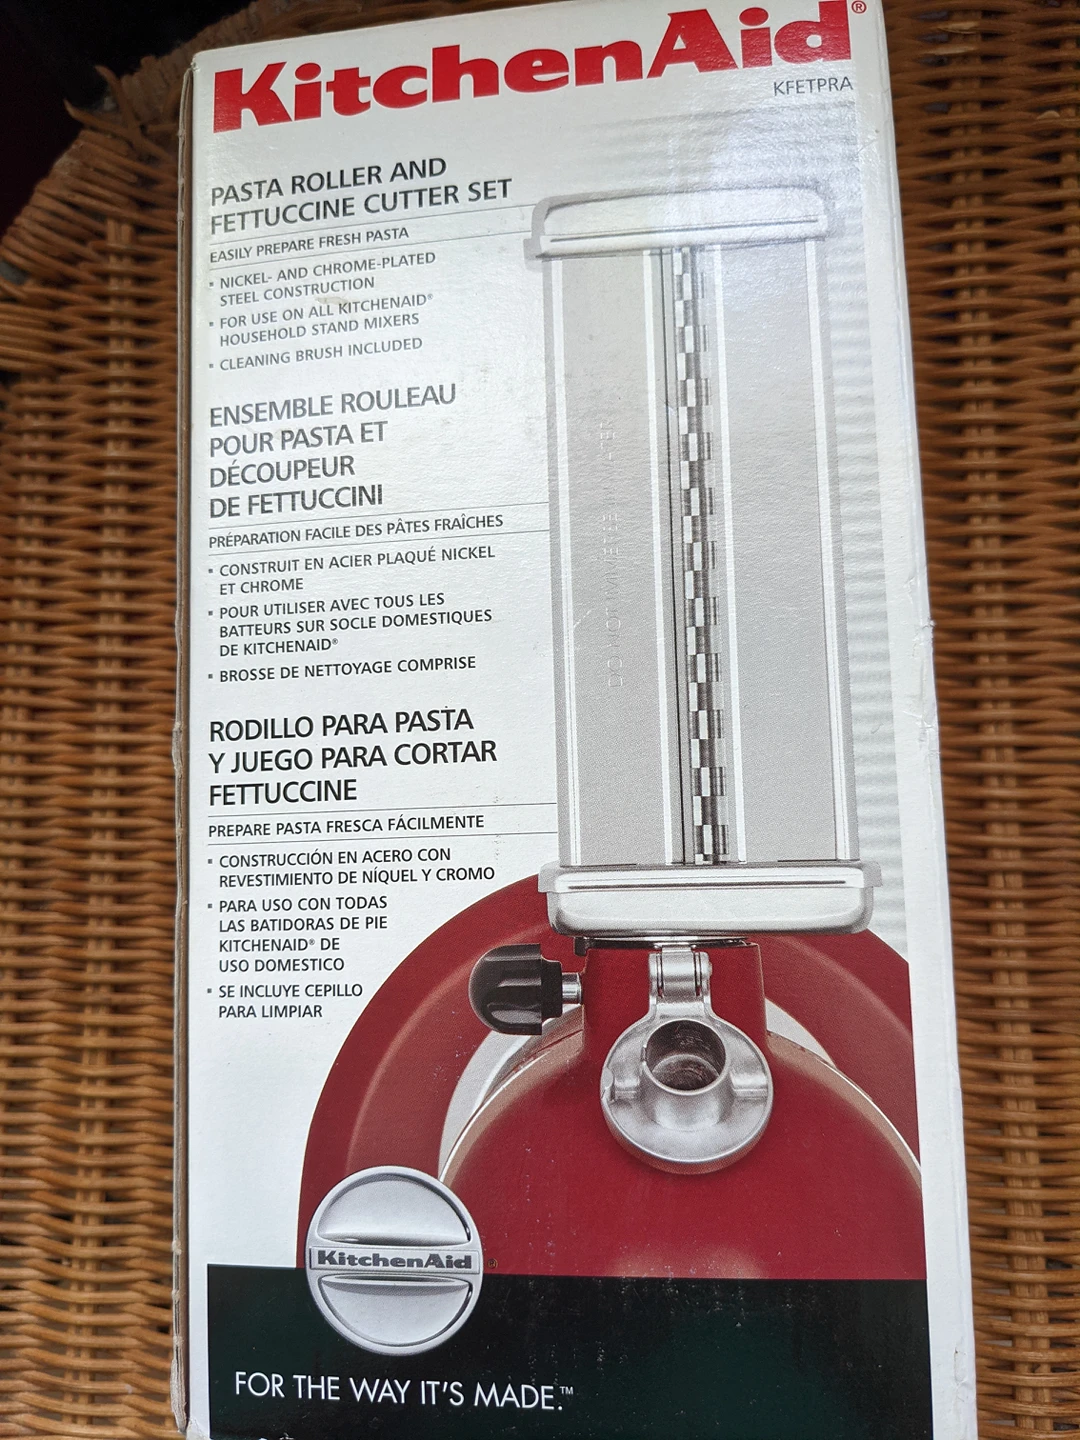 KitchenAid®
KFETPRA
PASTA ROLLER AND
FETTUCCINE CUTTER SET
EASILY PREPARE FRESH PASTA
▪ NICKEL- AND CHROME-PLATED
STEEL CONSTRUCTION
▪ FOR USE ON ALL KITCHENAID®
HOUSEHOLD STAND MIXERS
▪ CLEANING BRUSH INCLUDED
ENSEMBLE ROULEAU
POUR PASTA ET
DÉCOUPEUR
DE FETTUCCINI
PRÉPARATION FACILE DES PÂTES FRAÎCHES
▪ CONSTRUIT EN ACIER PLAQUÉ NICKEL
ET CHROME
▪ POUR UTILISER AVEC TOUS LES
BATTEURS SUR SOCLE DOMESTIQUES
DE KITCHENAID®
▪ BROSSE DE NETTOYAGE COMPRISE
RODILLO PARA PASTA
Y JUEGO PARA CORTAR
FETTUCCINE
PREPARE PASTA FRESCA FÁCILMENTE
▪ CONSTRUCCIÓN EN ACERO CON
REVESTIMIENTO DE NÍQUEL Y CROMO
▪ PARA USO CON TODAS
LAS BATIDORAS DE PIE
KITCHENAID® DE
USO DOMESTICO
▪ SE INCLUYE CEPILLO
PARA LIMPIAR
DO NOT IMMERSE IN WATER
KitchenAid®
FOR THE WAY IT'S MADE.™